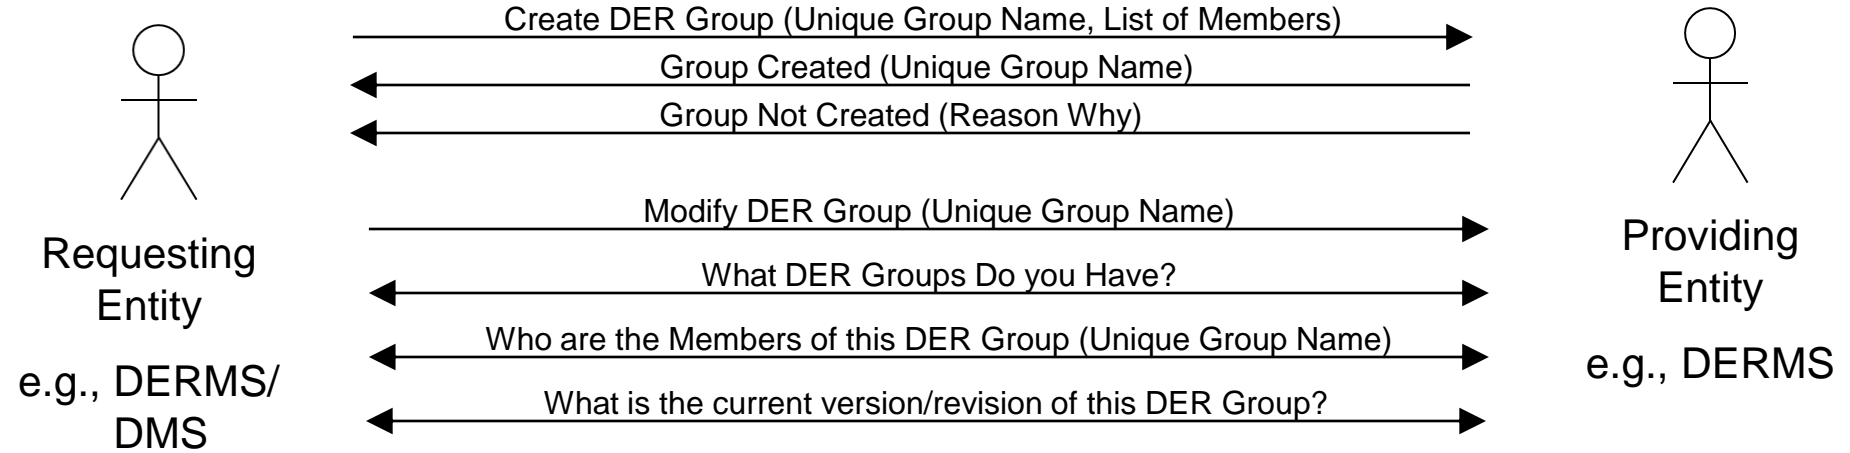 Create DER Group (Unique Group Name, List of Members)
Group Created (Unique Group Name)
Group Not Created (Reason Why)
Modify DER Group (Unique Group Name)
What DER Groups Do you Have?
Who are the Members of this DER Group (Unique Group Name)
What is the current version/revision of this DER Group?
Requesting
Entity
e.g., DERMS/
DMS
Providing
Entity
e.g., DERMS